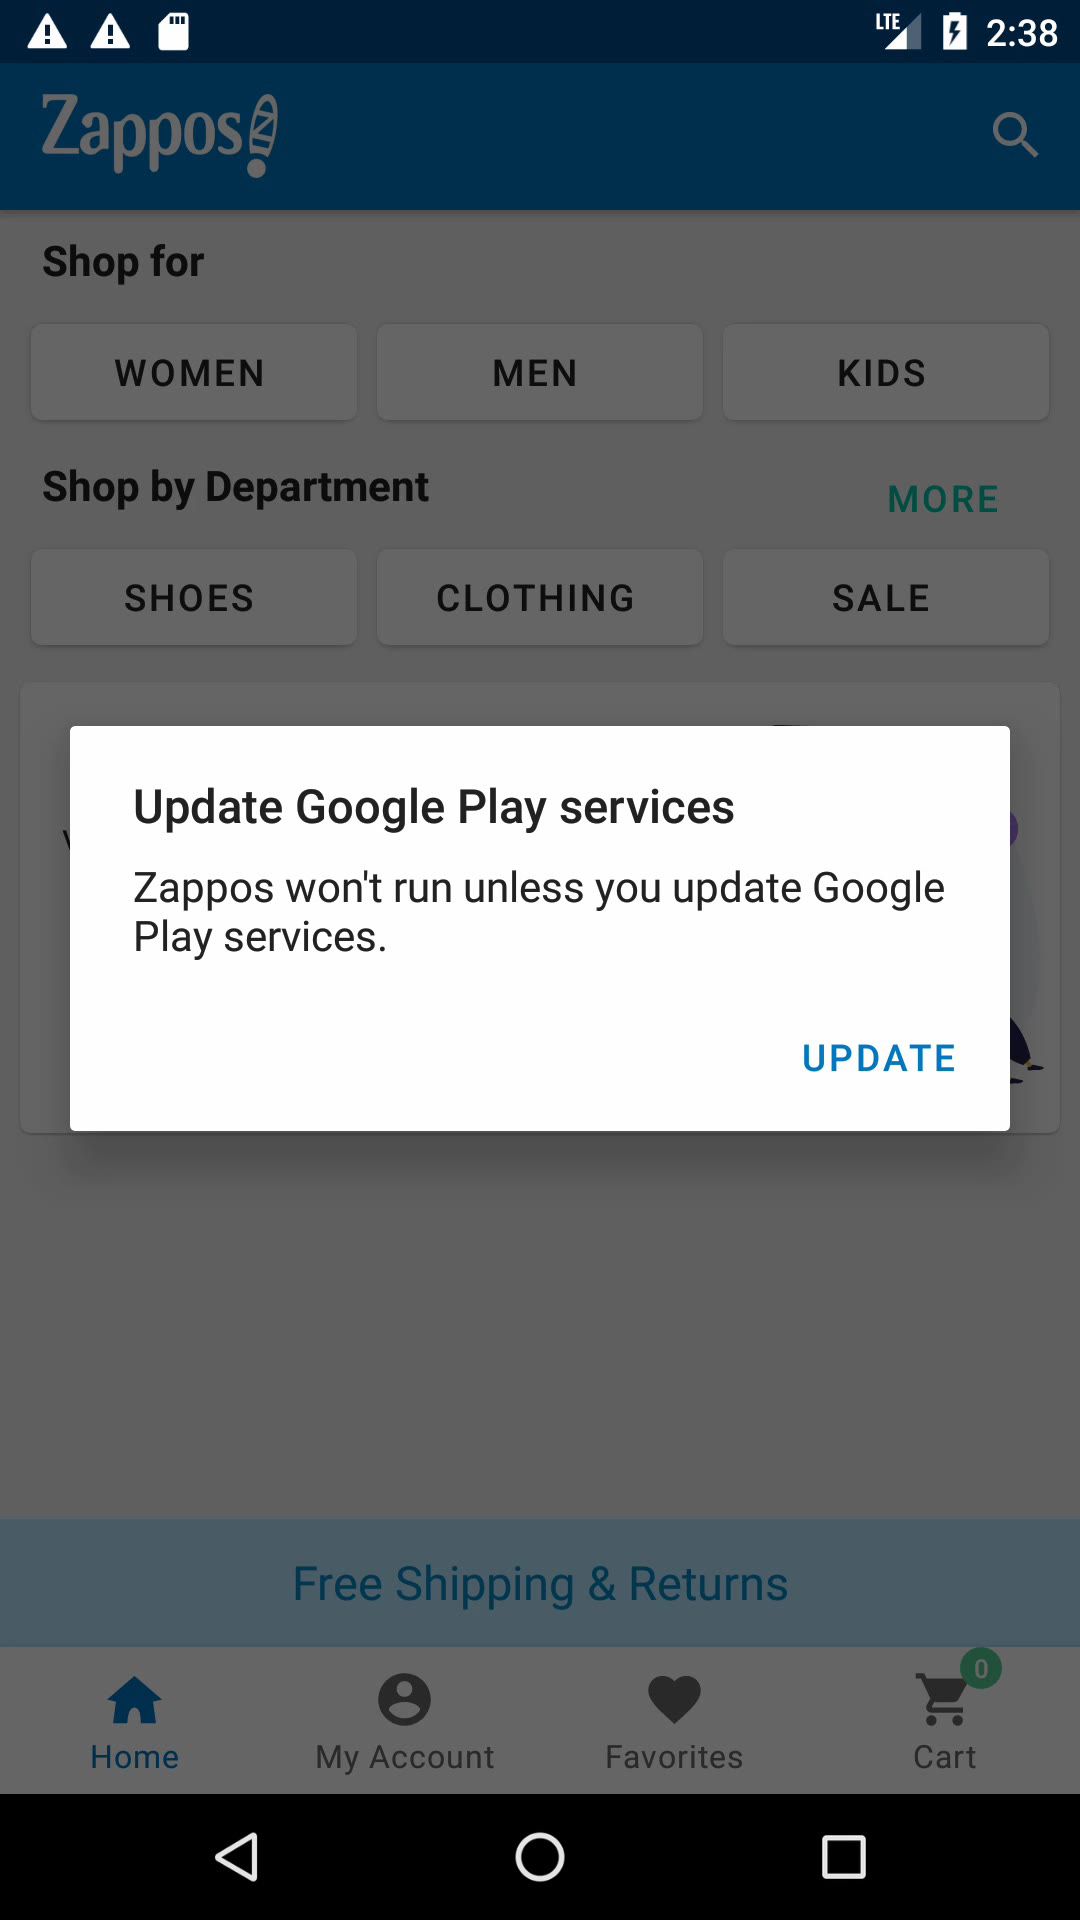 LTE 2:38
Zappos
Shop for
WOMEN MEN KIDS
Shop by Department
MORE
SHOES CLOTHING SALE
Update Google Play services
Zappos won't run unless you update Google
Play services.
UPDATE
Free Shipping & Returns
0
Home My Account Favorites Cart